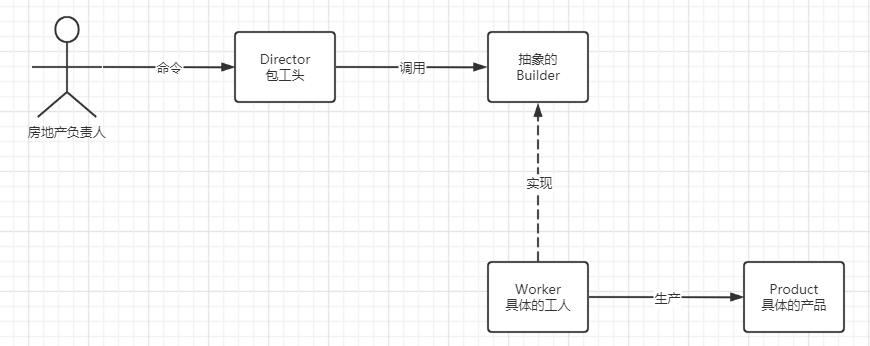 命令
Director
包工头
调用
抽象的
Builder
房地产负责人
实现
Worker
具体的工人
生产
Product
具体的产品